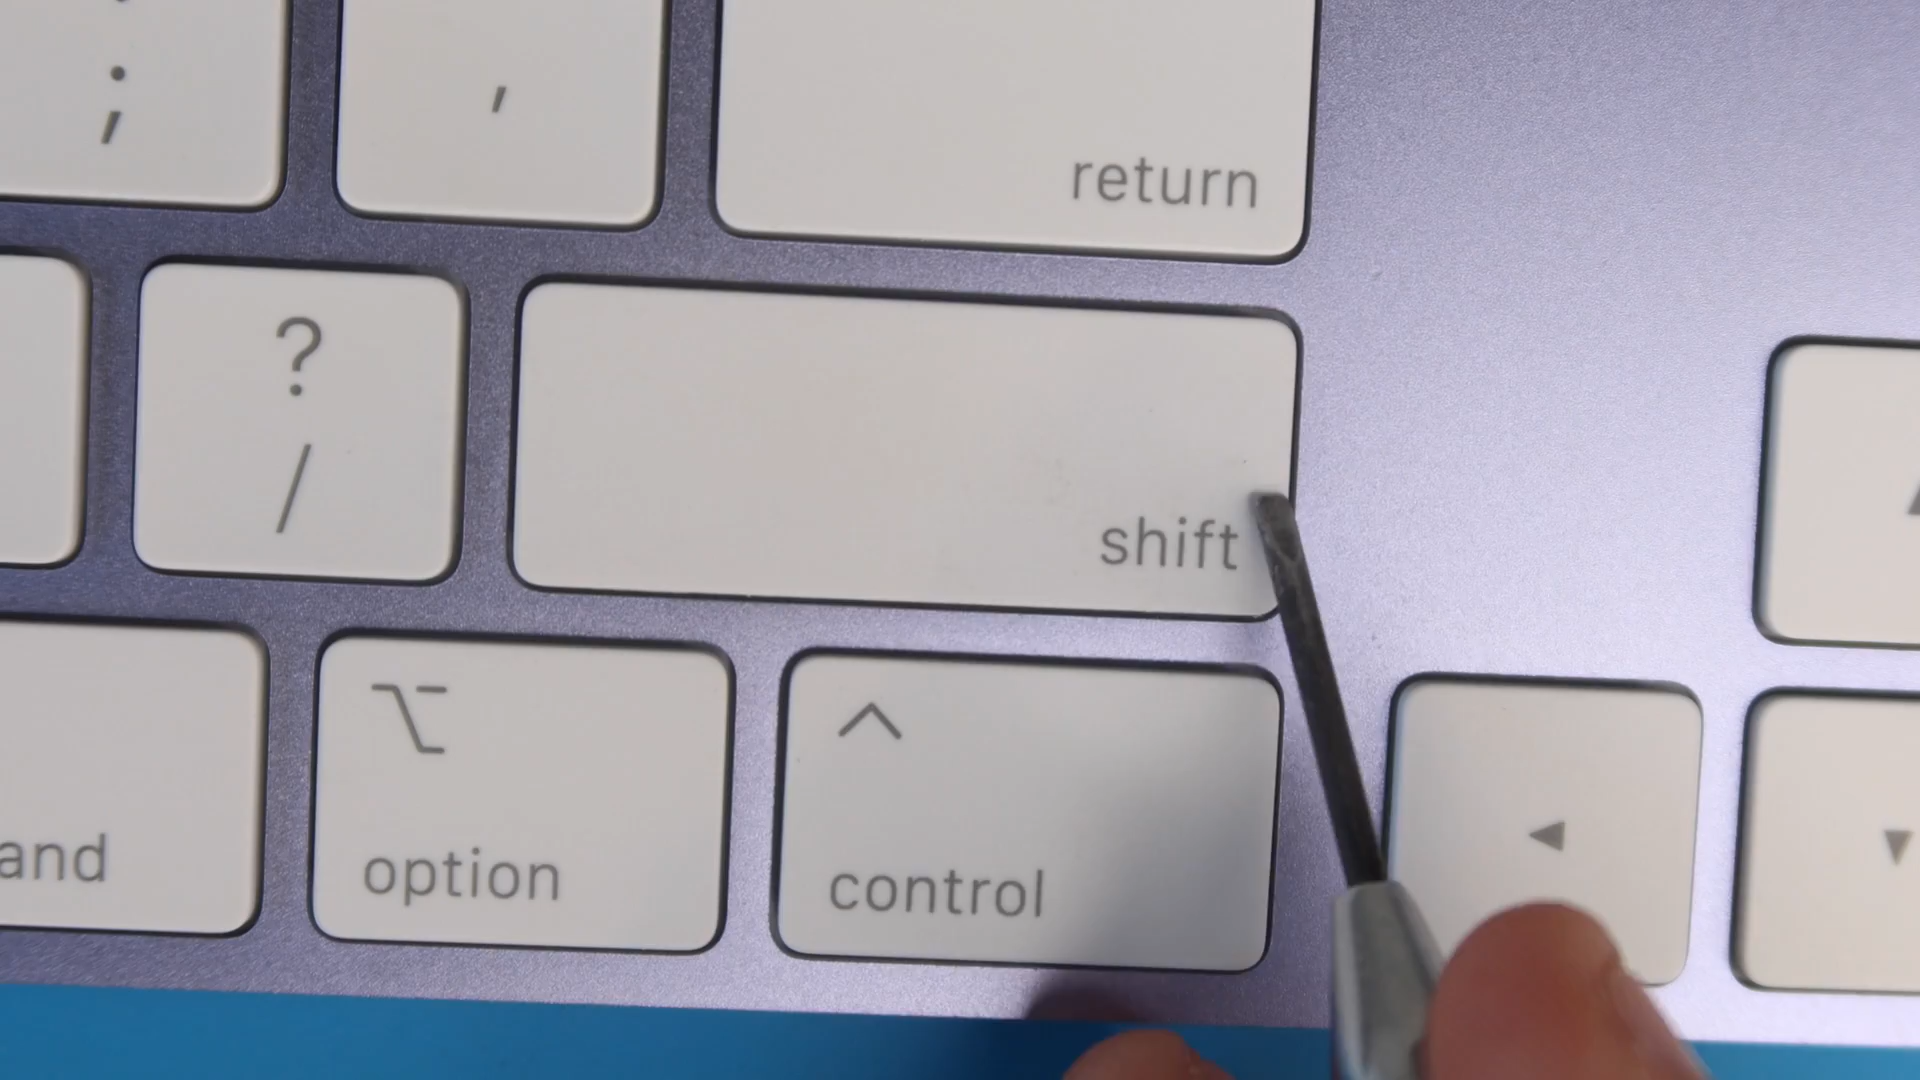 ;
,
return
?
/
shift
⌥
^
and
option
control
◀
▼